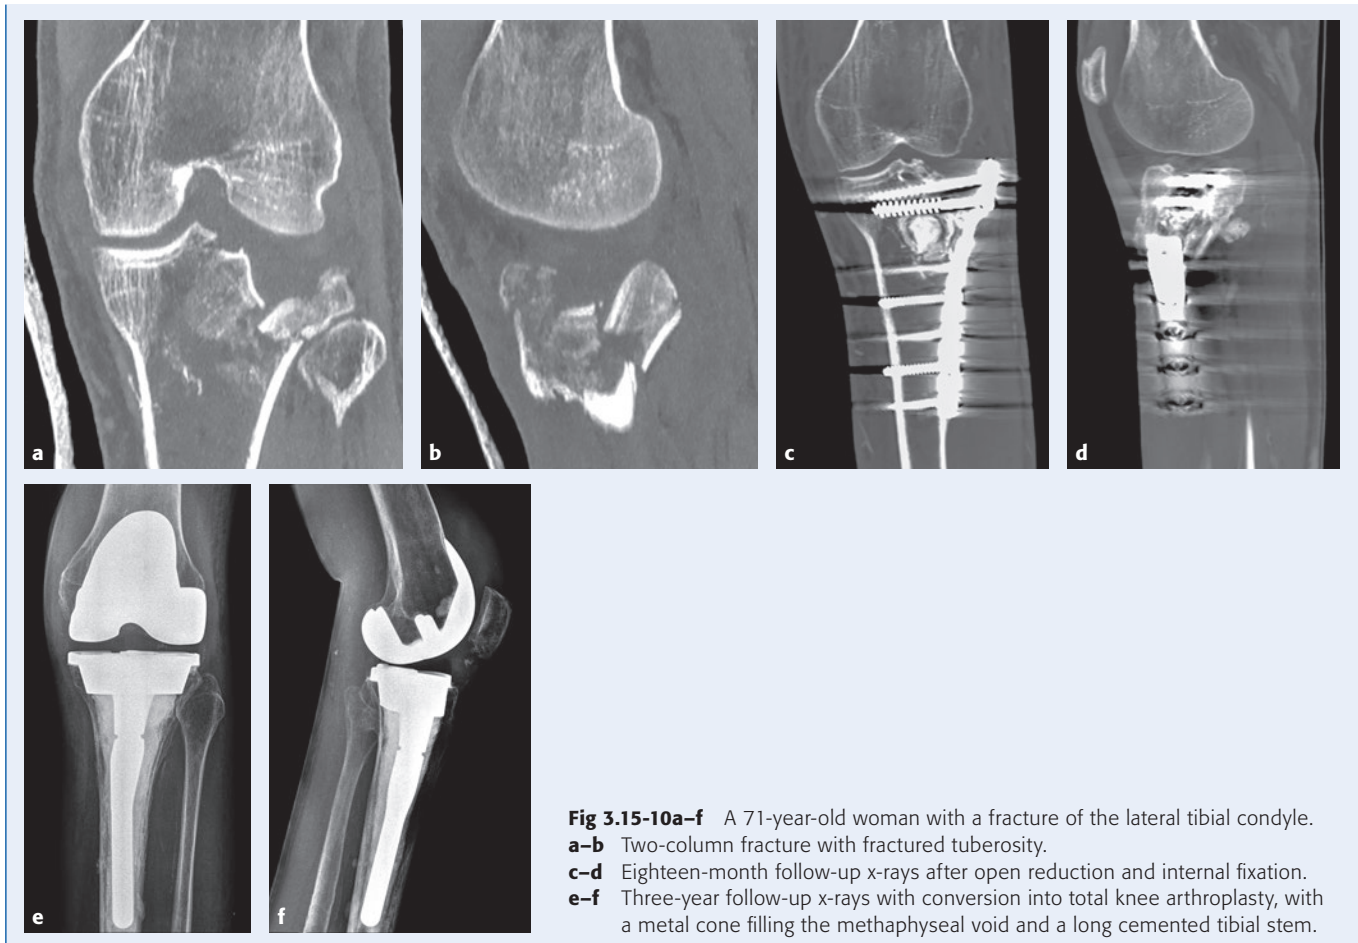 a
b
c
d
e
f
Fig 3.15-10a–f A 71-year-old woman with a fracture of the lateral tibial condyle.
a–b Two-column fracture with fractured tuberosity.
c–d Eighteen-month follow-up x-rays after open reduction and internal fixation.
e–f Three-year follow-up x-rays with conversion into total knee arthroplasty, with
a metal cone filling the methaphyseal void and a long cemented tibial stem.